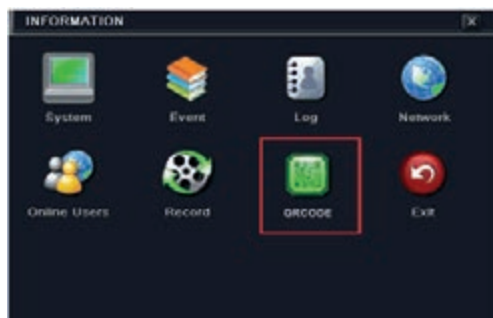 INFORMATION
System Event Log Network
Online Users Record QRCODE Exit